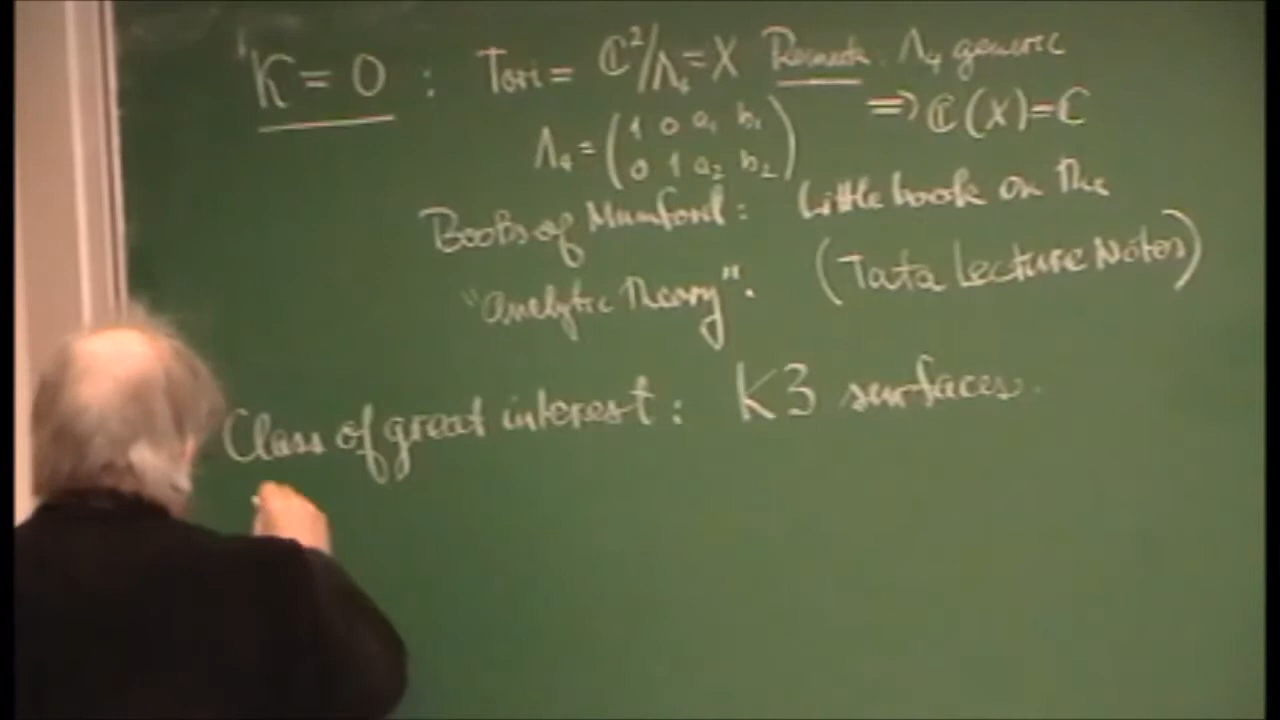 K = 0 : Tori = ℂ²/Λ₄ = X Remark. Λ₄ generic
⇒ ℂ(X) = ℂ
Λ₄ = (1 0 a₁ b₁
0 1 a₂ b₂)
Books of Mumford : Little book on the
"Analytic Theory". (Tata Lecture Notes)
Class of great interest : K3 surfaces.